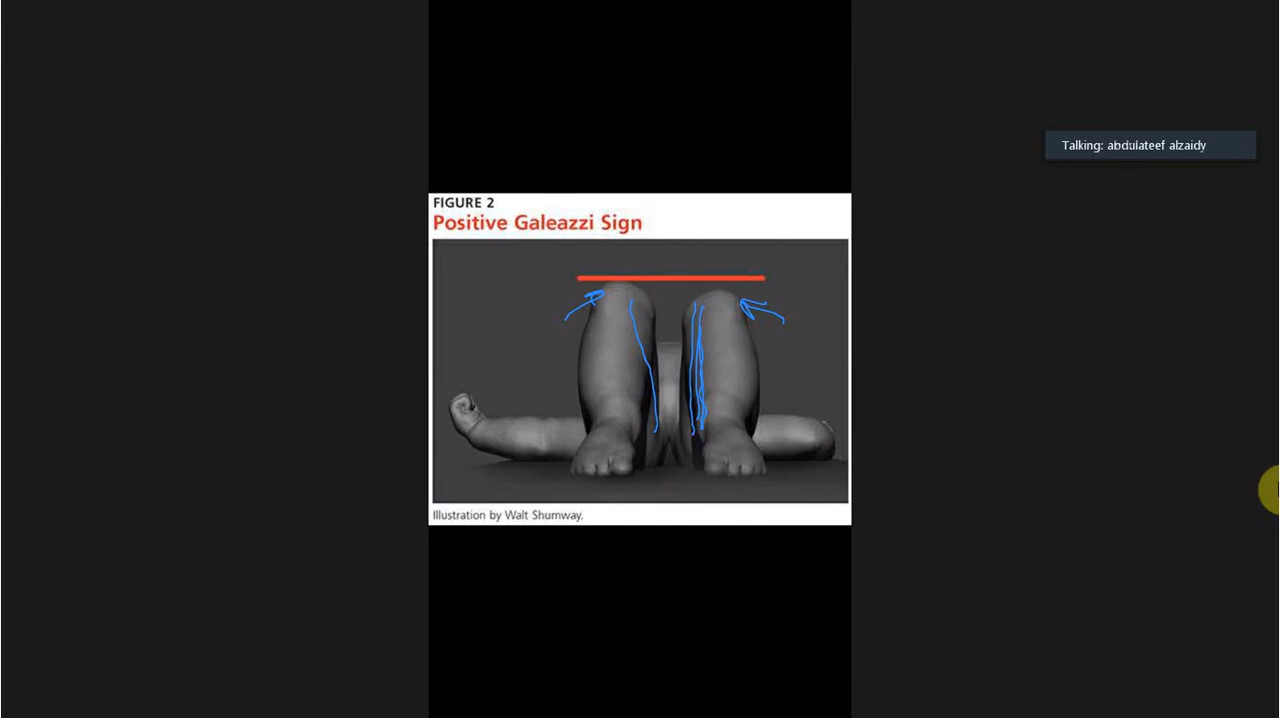 Talking: abdulateef alzaidy
FIGURE 2
Positive Galeazzi Sign
Illustration by Walt Shumway.